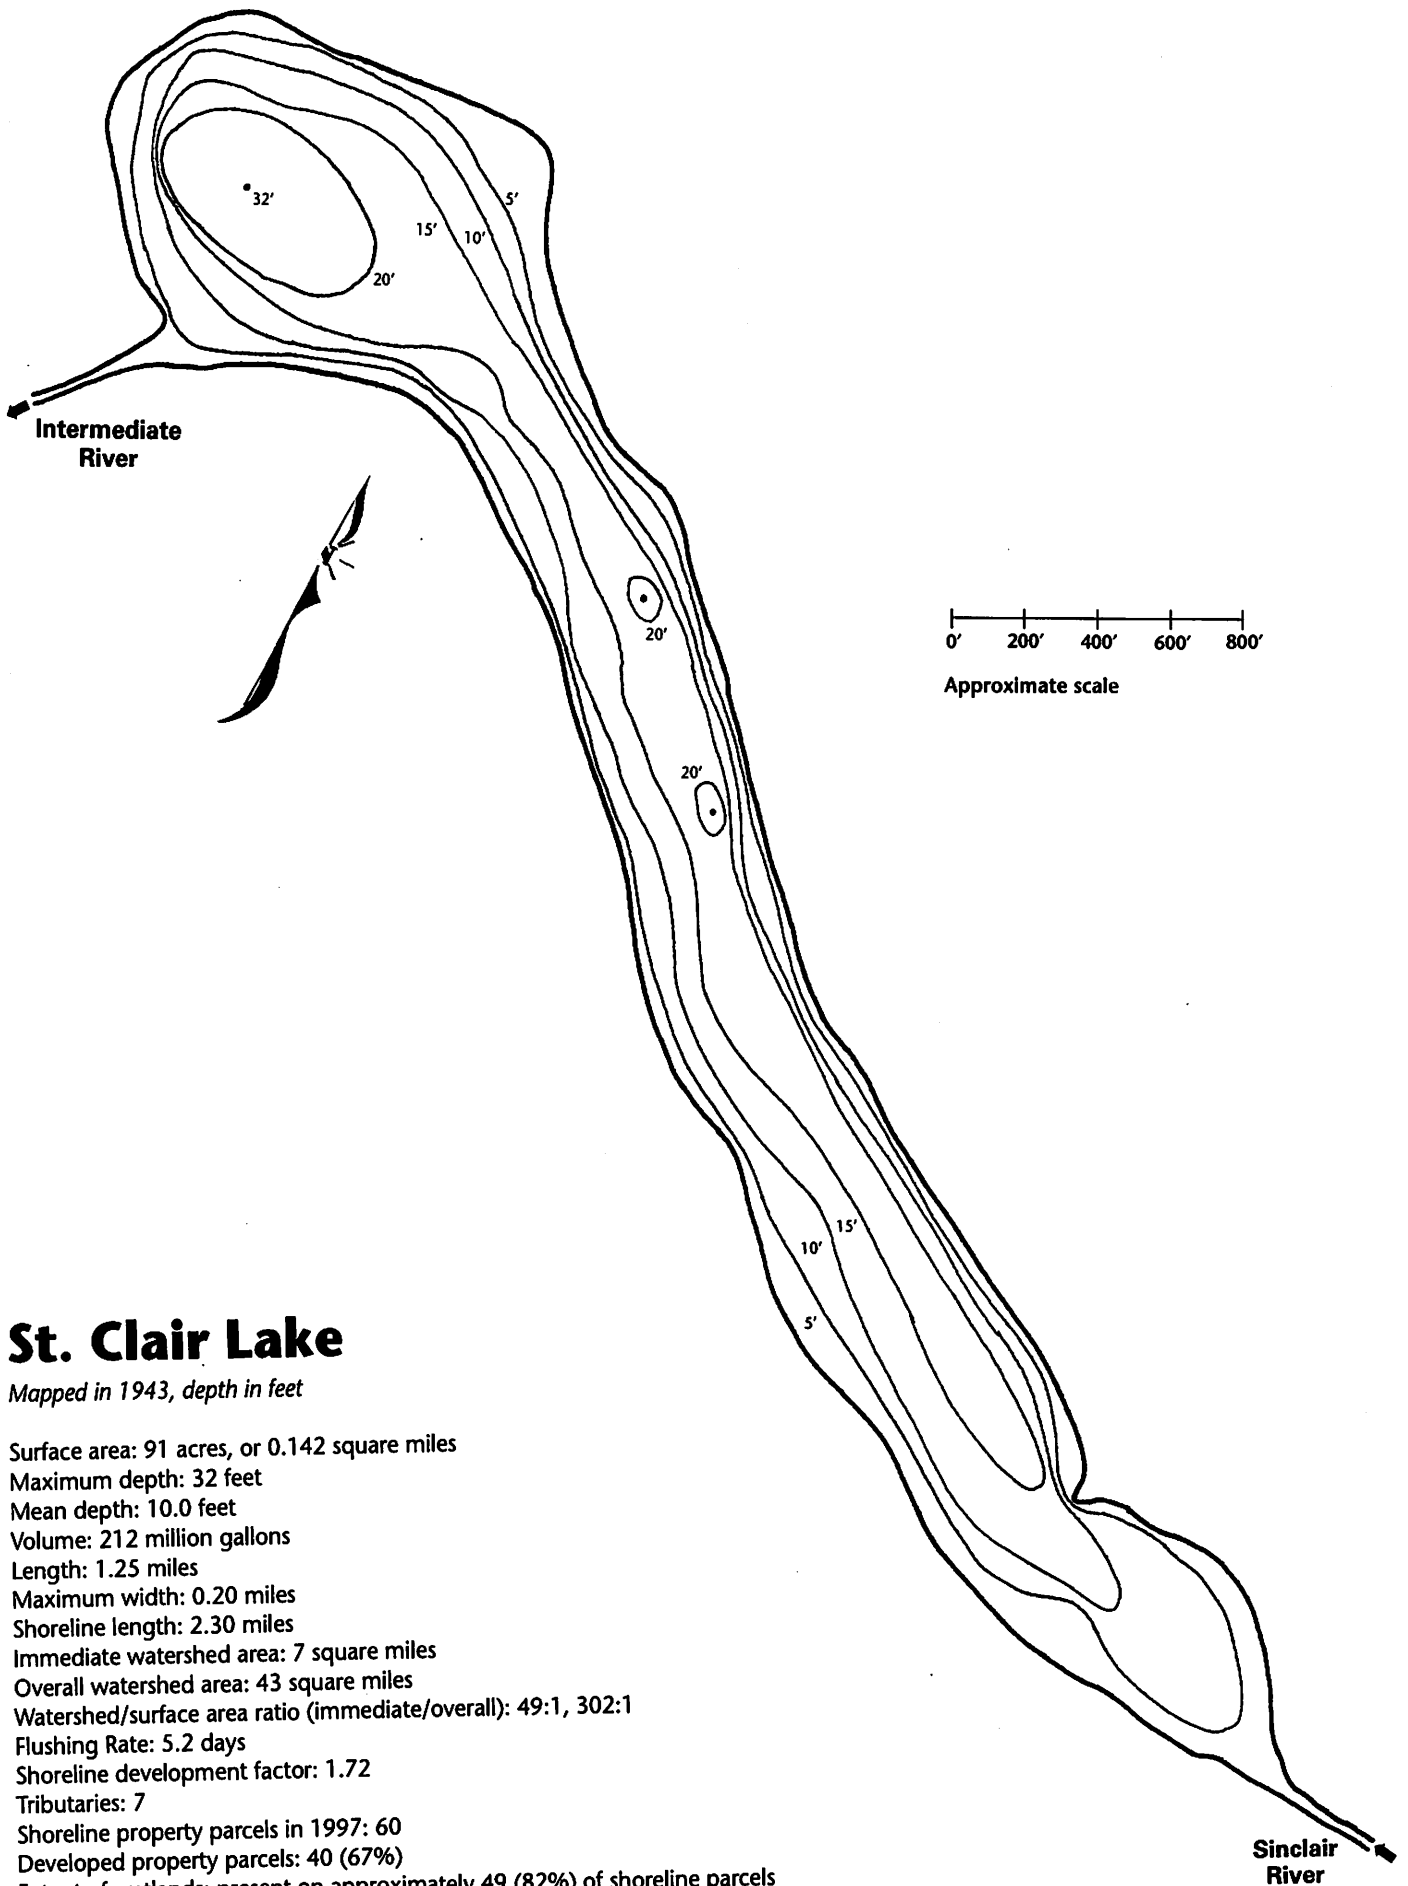 32'
5'
15'
10'
20'
Intermediate
River
20'
0' 200' 400' 600' 800'
Approximate scale
20'
15'
10'
5'
St. Clair Lake
Mapped in 1943, depth in feet
Surface area: 91 acres, or 0.142 square miles
Maximum depth: 32 feet
Mean depth: 10.0 feet
Volume: 212 million gallons
Length: 1.25 miles
Maximum width: 0.20 miles
Shoreline length: 2.30 miles
Immediate watershed area: 7 square miles
Overall watershed area: 43 square miles
Watershed/surface area ratio (immediate/overall): 49:1, 302:1
Flushing Rate: 5.2 days
Shoreline development factor: 1.72
Tributaries: 7
Shoreline property parcels in 1997: 60
Developed property parcels: 40 (67%)
present on approximately 49 (82%) of shoreline parcels
Sinclair
River